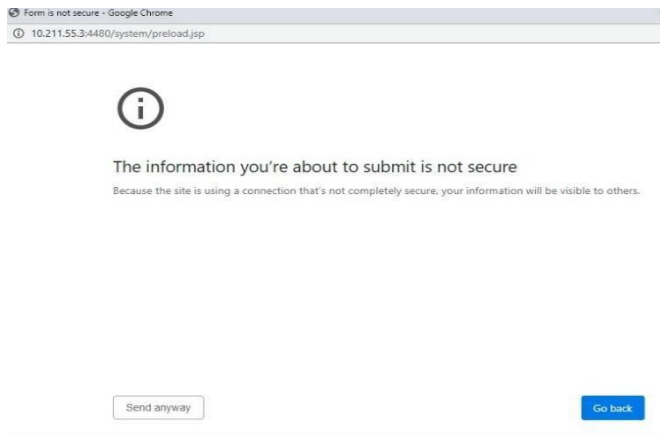 Form is not secure - Google Chrome
10.211.55.3:4480/system/preload.jsp
The information you're about to submit is not secure
Because the site is using a connection that's not completely secure, your information will be visible to others.
Send anyway
Go back